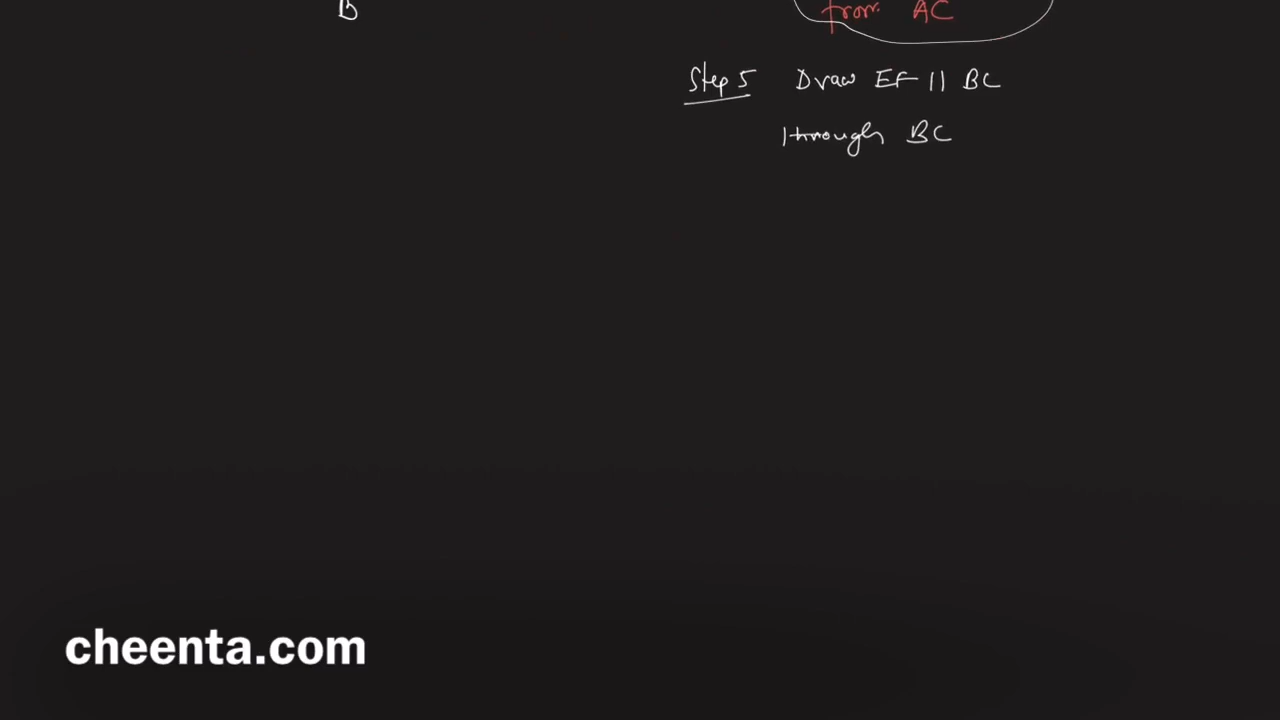 B
from AC
Step 5 Draw EF || BC
through BC
cheenta.com